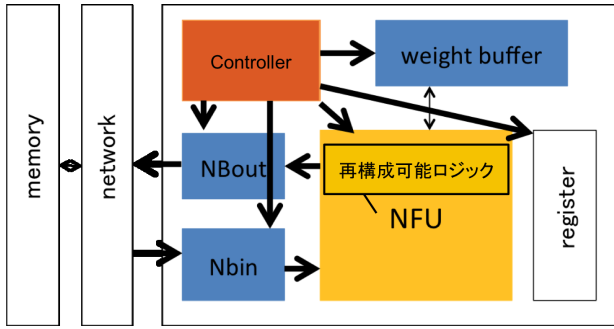 memory
network
Controller
weight buffer
NBout
再構成可能ロジック
NFU
Nbin
register